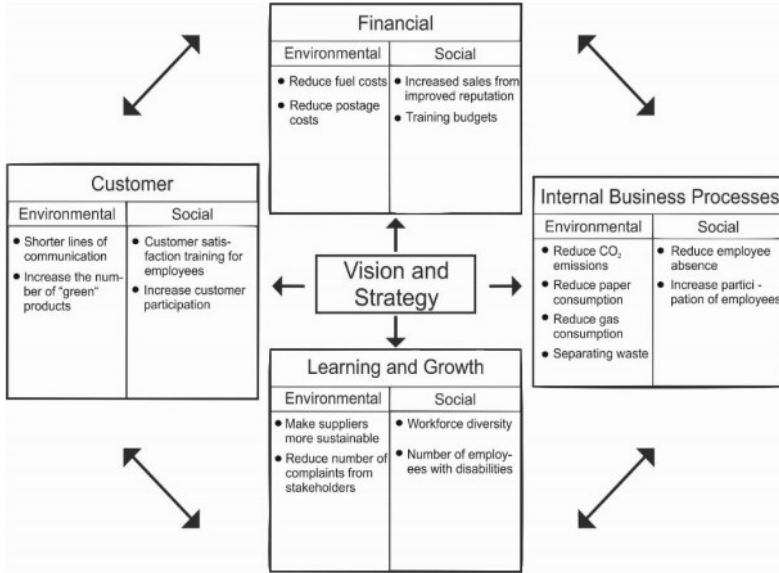 Financial
Environmental
Social
● Reduce fuel costs
● Reduce postage
costs
● Increased sales from
improved reputation
● Training budgets
Customer
Environmental
Social
● Shorter lines of
communication
● Increase the num-
ber of "green“
products
● Customer satis-
faction training for
employees
● Increase customer
participation
Vision and
Strategy
Internal Business Processes
Environmental
Social
● Reduce CO₂
emissions
● Reduce paper
consumption
● Reduce gas
consumption
● Separating waste
● Reduce employee
absence
● Increase partici -
pation of employees
Learning and Growth
Environmental
Social
● Make suppliers
more sustainable
● Reduce number of
complaints from
stakeholders
● Workforce diversity
● Number of employ-
ees with disabilities